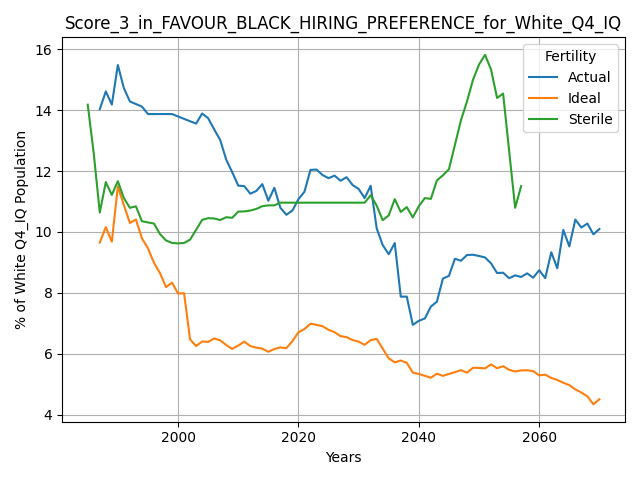 Score_3_in_FAVOUR_BLACK_HIRING_PREFERENCE_for_White_Q4_IQ
Fertility
Actual
Ideal
Sterile
% of White Q4_IQ Population
16
14
12
10
8
6
4
2000 2020 2040 2060
Years